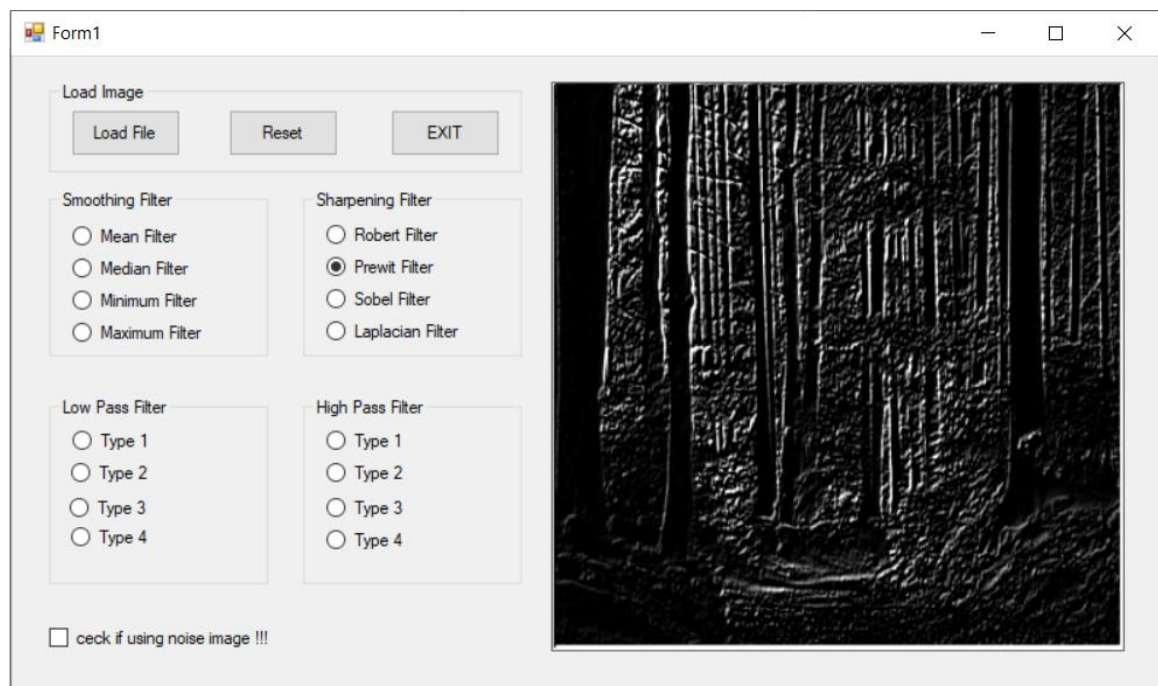 Form1
Load Image
Load File Reset EXIT
Smoothing Filter
Mean Filter
Median Filter
Minimum Filter
Maximum Filter
Sharpening Filter
Robert Filter
Prewit Filter
Sobel Filter
Laplacian Filter
Low Pass Filter
Type 1
Type 2
Type 3
Type 4
High Pass Filter
Type 1
Type 2
Type 3
Type 4
ceck if using noise image !!!